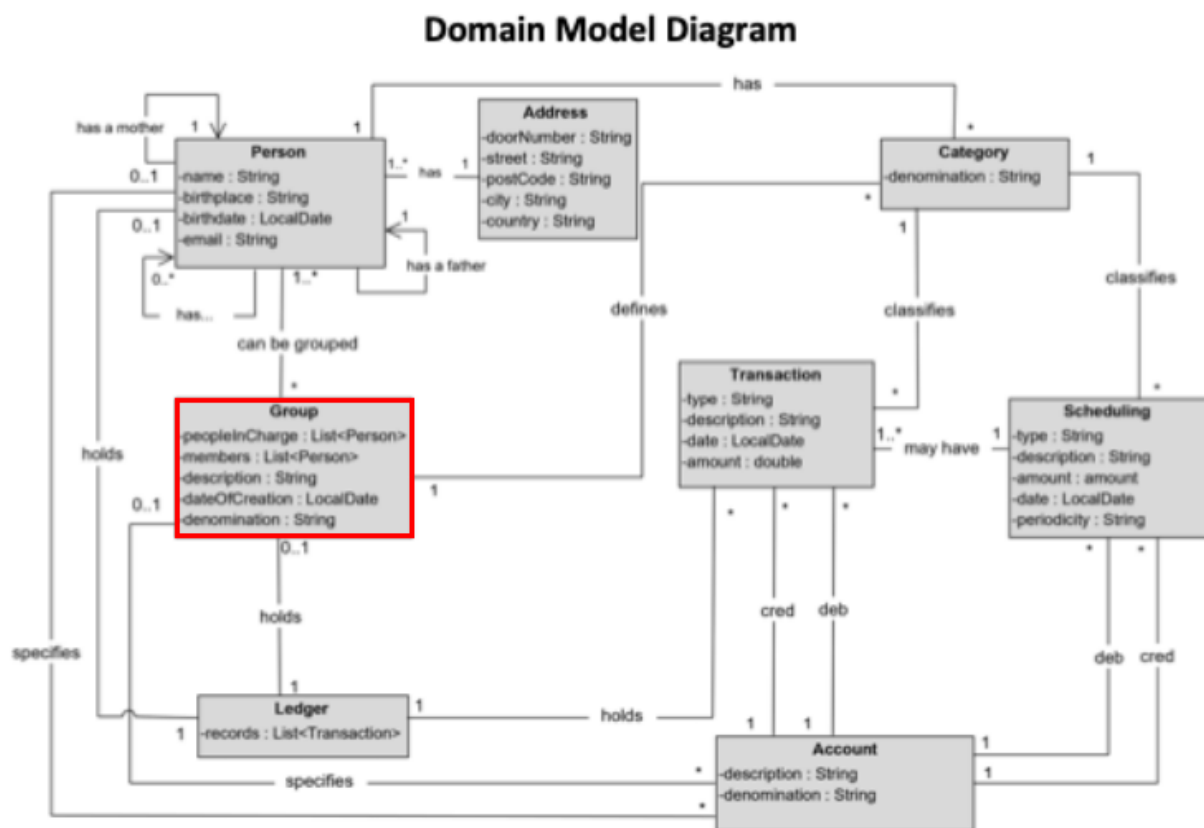 Domain Model Diagram
has
has a mother
1
1
*
Address
-doorNumber : String
-street : String
-postCode : String
-city : String
-country : String
Person
-name : String
-birthplace : String
-birthdate : LocalDate
-email : String
1..*
has
1
Category
-denomination : String
1
0..1
0..1
1
has a father
*
1
0..*
has...
1..*
defines
classifies
classifies
can be grouped
*
Group
-peopleInCharge : List<Person>
-members : List<Person>
-description : String
-dateOfCreation : LocalDate
-denomination : String
Transaction
-type : String
-description : String
-date : LocalDate
-amount : double
*
1..*
may have
1
*
Scheduling
-type : String
-description : String
-amount : amount
-date : LocalDate
-periodicity : String
holds
1
0..1
0..1
*
*
*
*
*
holds
cred
deb
deb
cred
specifies
1
Ledger
-records : List<Transaction>
1
1
holds
1
1
Account
-description : String
-denomination : String
1
1
specifies
*
*